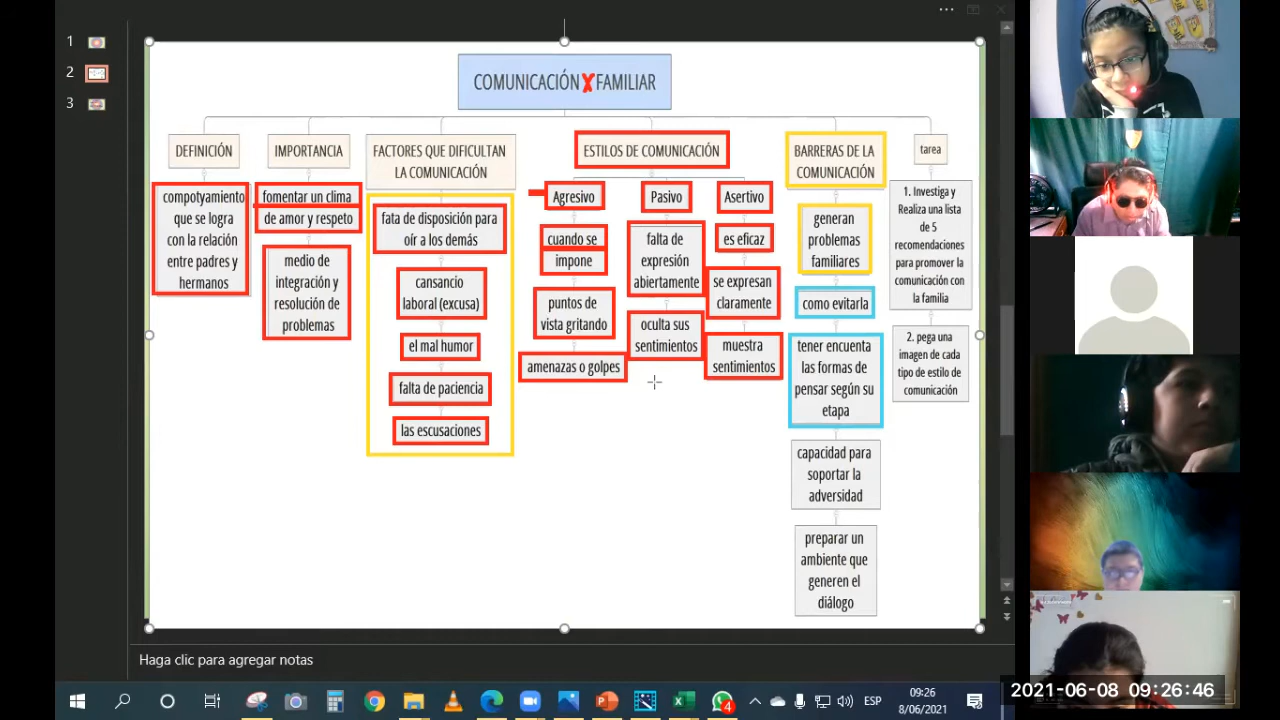 1
2
3
COMUNICACIÓN X FAMILIAR
DEFINICIÓN
compotyamiento
que se logra
con la relación
entre padres y
hermanos
IMPORTANCIA
fomentar un clima
de amor y respeto
medio de
integración y
resolución de
problemas
FACTORES QUE DIFICULTAN
LA COMUNICACIÓN
fata de disposición para
oír a los demás
cansancio
laboral (excusa)
el mal humor
falta de paciencia
las escusaciones
ESTILOS DE COMUNICACIÓN
Agresivo
cuando se
impone
puntos de
vista gritando
amenazas o golpes
Pasivo
falta de
expresión
abiertamente
oculta sus
sentimientos
Asertivo
es eficaz
se expresan
claramente
muestra
sentimientos
BARRERAS DE LA
COMUNICACIÓN
generan
problemas
familiares
como evitarla
tener encuenta
las formas de
pensar según su
etapa
capacidad para
soportar la
adversidad
preparar un
ambiente que
generen el
diálogo
tarea
1. Investiga y
Realiza una lista
de 5
recomendaciones
para promover la
comunicación con
la familia
2. pega una
imagen de cada
tipo de estilo de
comunicación
Haga clic para agregar notas
4
ESP
09:26
8/06/2021
2021-06-08 09:26:46